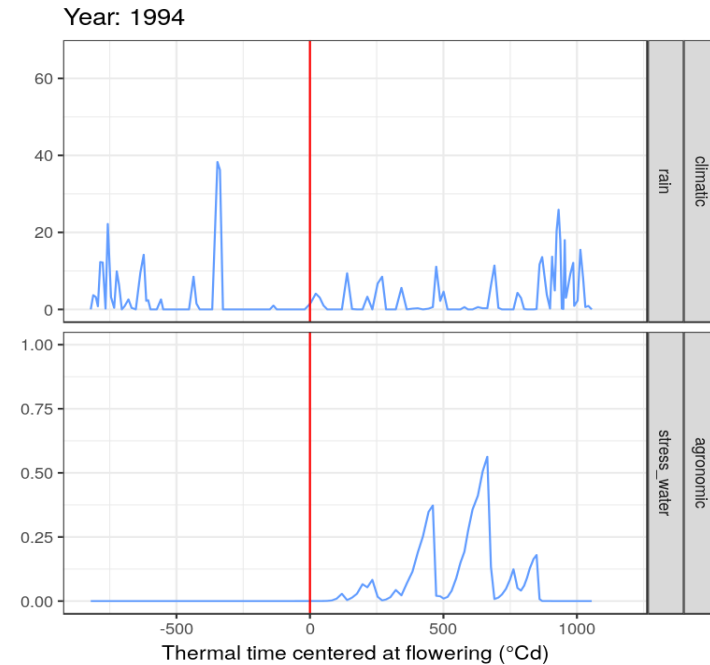 Year: 1994
60
40
20
0
rain
climatic
1.00
0.75
0.50
0.25
0.00
stress_water
agronomic
-500 0 500 1000
Thermal time centered at flowering (°Cd)